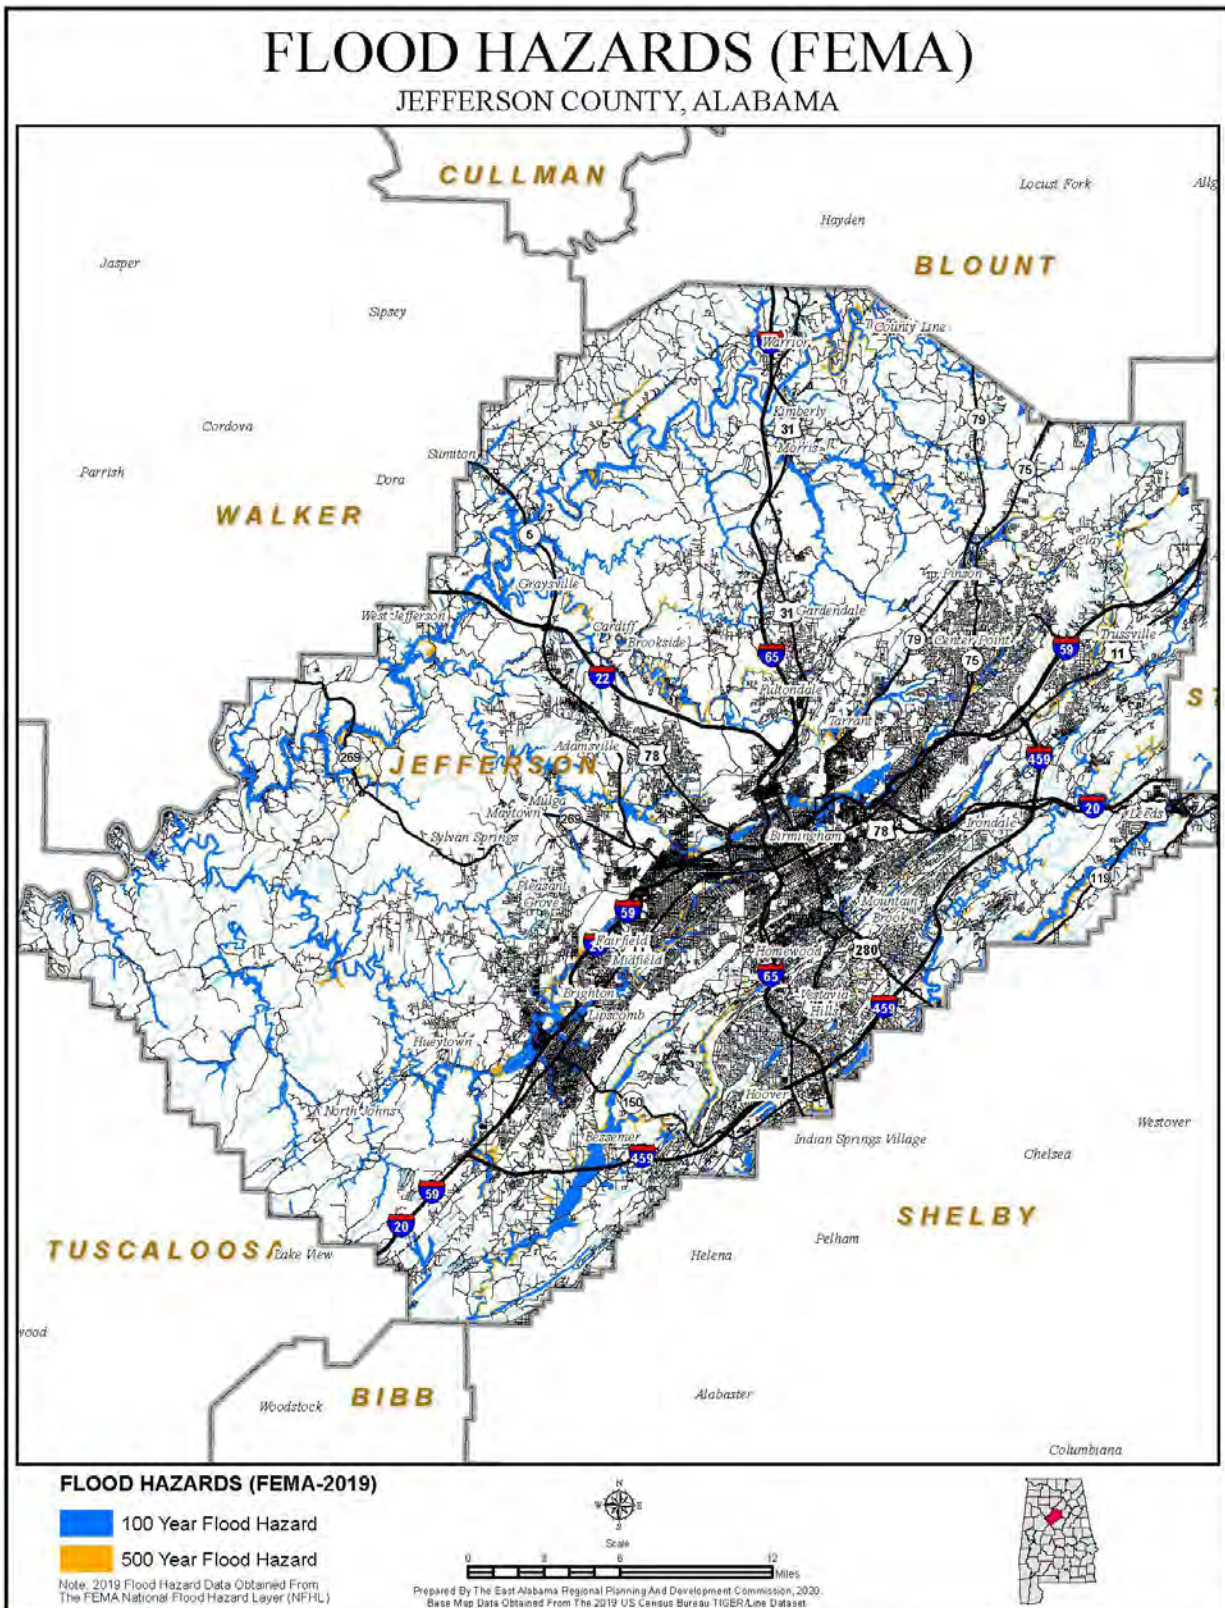 FLOOD HAZARDS (FEMA)
JEFFERSON COUNTY, ALABAMA
CULLMAN
Locust Fork
Hayden
BLOUNT
Jasper
Sipsey
County Line
Warrior
Kimberly
31
79
Cordova
Morris
Sumiton
75
Parrish
Dora
WALKER
6
Clay
Pinson
Graysville
West Jefferson
31
Gardendale
Cardiff
Brookside
79
Center Point
Trussville
65
75
59
11
22
Fultondale
ST
Tarrant
Adamsville
78
269
JEFFERSON
459
Mulga
Maytown
269
20
Leeds
Sylvan Springs
Birmingham
78
Irondale
Pleasant
Grove
119
59
Mountain
Brook
20
Fairfield
Midfield
Homewood
280
65
Brighton
Vestavia
Hills
459
Lipscomb
Hueytown
Hoover
150
North Johns
Bessemer
Indian Springs Village
Westover
459
Chelsea
59
20
SHELBY
TUSCALOOSA
Lake View
Helena
Pelham
wood
BIBB
Woodstock
Alabaster
Columbiana
FLOOD HAZARDS (FEMA-2019)
100 Year Flood Hazard
500 Year Flood Hazard
Note: 2019 Flood Hazard Data Obtained From
The FEMA National Flood Hazard Layer (NFHL)
N
W E
S
Scale
0 3 6 12
Miles
Prepared By The East Alabama Regional Planning And Development Commission, 2020.
Base Map Data Obtained From The 2019 US Census Bureau TIGER/Line Dataset